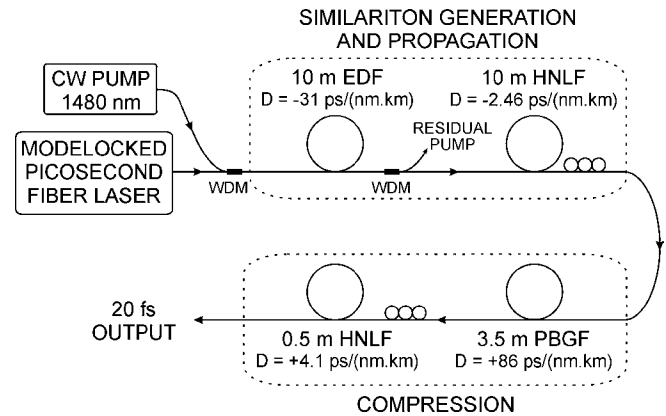 SIMILARITON GENERATION
AND PROPAGATION
CW PUMP
1480 nm
10 m EDF
D = -31 ps/(nm.km)
10 m HNLF
D = -2.46 ps/(nm.km)
RESIDUAL
PUMP
MODELOCKED
PICOSECOND
FIBER LASER
WDM
WDM
20 fs
OUTPUT
0.5 m HNLF
D = +4.1 ps/(nm.km)
3.5 m PBGF
D = +86 ps/(nm.km)
COMPRESSION